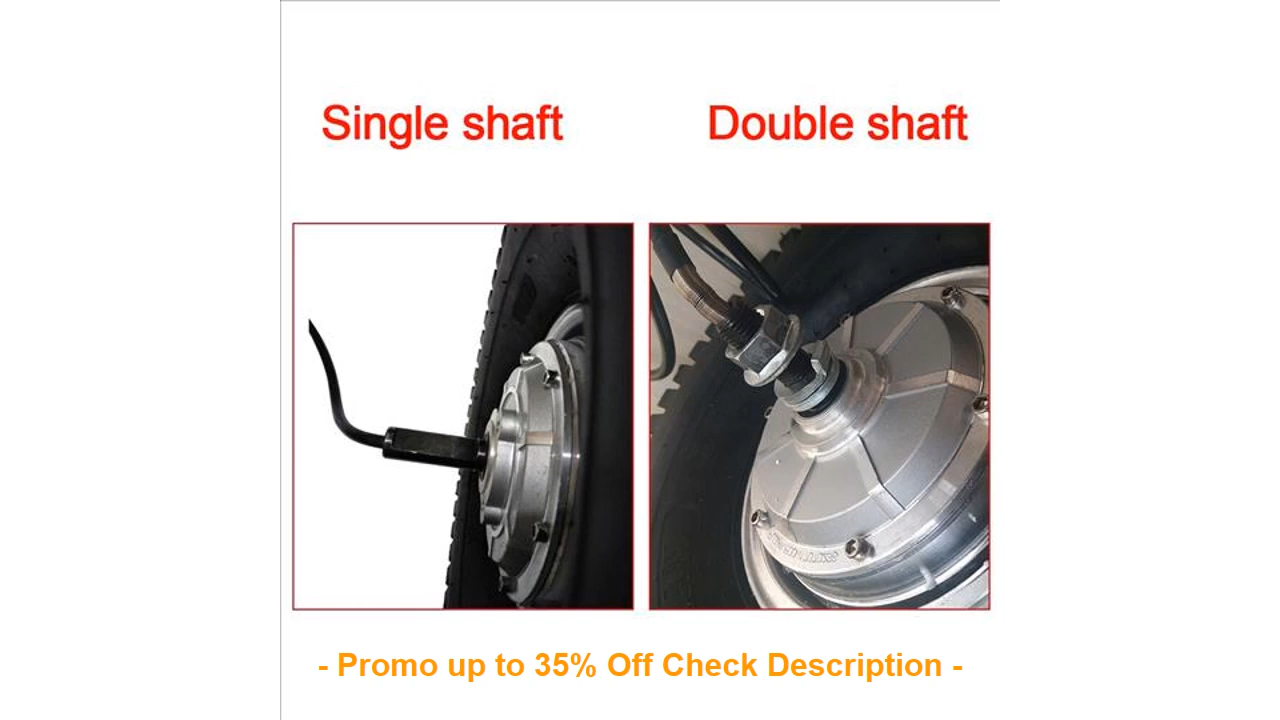 Single shaft
Double shaft
- Promo up to 35% Off Check Description -